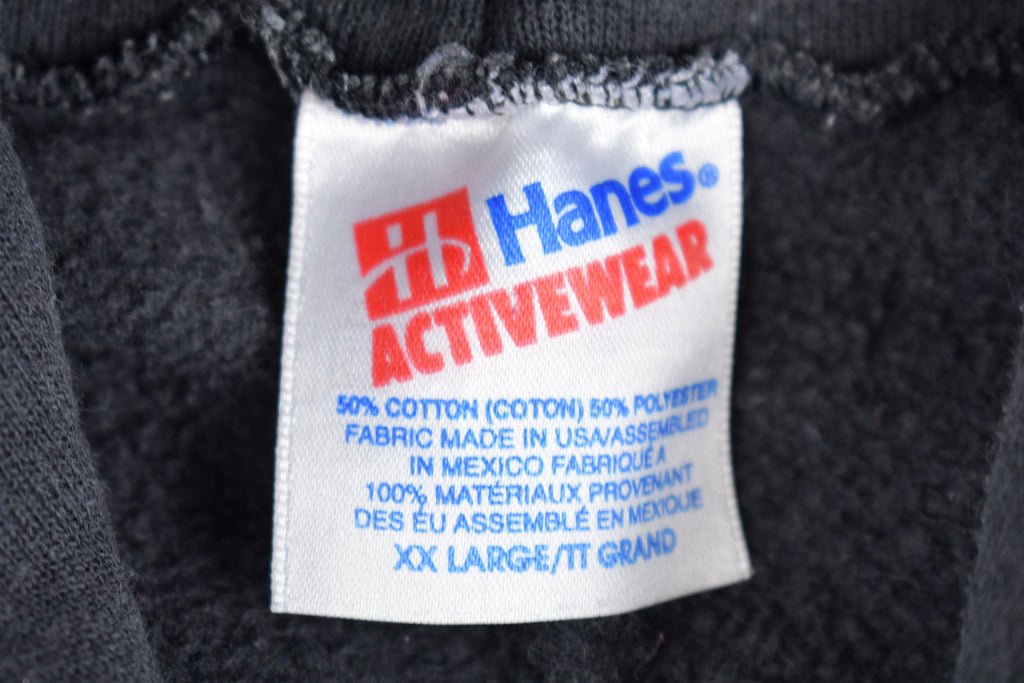 Hanes®
ACTIVEWEAR
50% COTTON (COTON) 50% POLYESTER
FABRIC MADE IN USA/ASSEMBLED
IN MEXICO FABRIQUÉ A
100% MATÉRIAUX PROVENANT
DES ÉU ASSEMBLÉ EN MEXIQUE
XX LARGE/TT GRAND